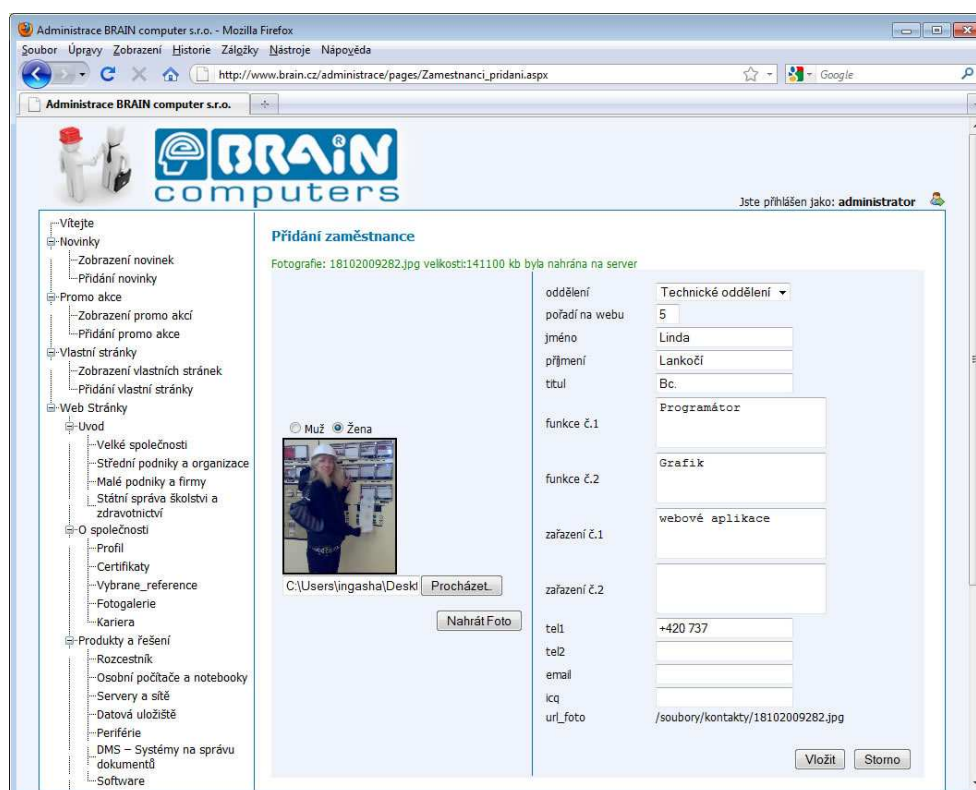 Administrace BRAIN computer s.r.o. - Mozilla Firefox
Soubor Úpravy Zobrazení Historie Záložky Nástroje Nápověda
http://www.brain.cz/administrace/pages/Zamestnanci_pridani.aspx
Google
Administrace BRAIN computer s.r.o.
BRAiN®
computers
Jste přihlášen jako: administrator
Vítejte
Novinky
Zobrazení novinek
Přidání novinky
Promo akce
Zobrazení promo akcí
Přidání promo akce
Vlastní stránky
Zobrazení vlastních stránek
Přidání vlastní stránky
Web Stránky
Uvod
Velké společnosti
Střední podniky a organizace
Malé podniky a firmy
Státní správa školstvi a
zdravotnictví
O společnosti
Profil
Certifikaty
Vybrane_reference
Fotogalerie
Kariera
Produkty a řešení
Rozcestník
Osobní počítače a notebooky
Servery a sítě
Datová uložiště
Periférie
DMS – Systémy na správu
dokumentů
Software
Přidání zaměstnance
Fotografie: 18102009282.jpg velikosti:141100 kb byla nahrána na server
Muž Žena
C:\Users\ingasha\Deskt Procházet..
Nahrát Foto
oddělení Technické oddělení
pořadí na webu 5
jméno Linda
příjmení Lankočí
titul Bc.
funkce č.1 Programátor
funkce č.2 Grafik
zařazení č.1 webové aplikace
zařazení č.2
tel1 +420 737
tel2
email
icq
url_foto /soubory/kontakty/18102009282.jpg
Vložit Storno